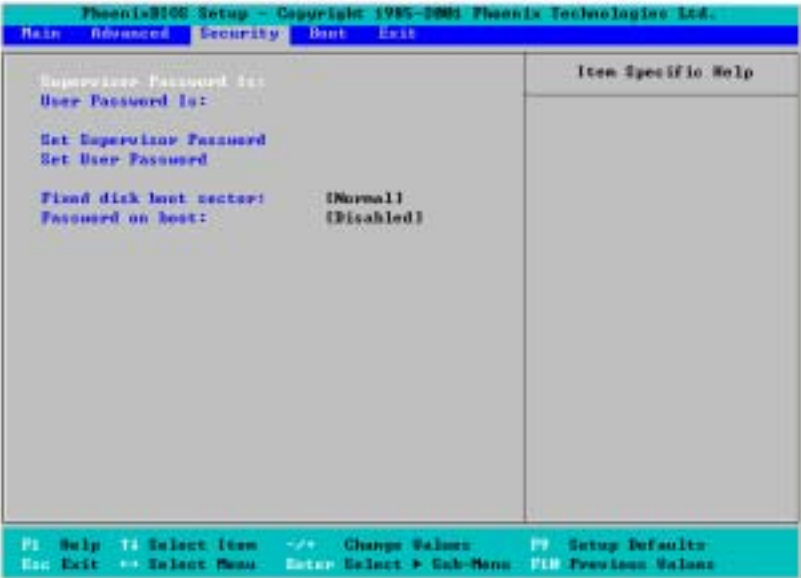 PhoenixBIOS Setup - Copyright 1985-2001 Phoenix Technologies Ltd.
Main Advanced Security Boot Exit
Supervisor Password Is:
User Password Is:
Set Supervisor Password
Set User Password
Fixed disk boot sector: [Normal]
Password on boot: [Disabled]
Item Specific Help
F1 Help ↑↓ Select Item -/+ Change Values F9 Setup Defaults
Esc Exit ↔ Select Menu Enter Select ▶ Sub-Menu F10 Previous Values